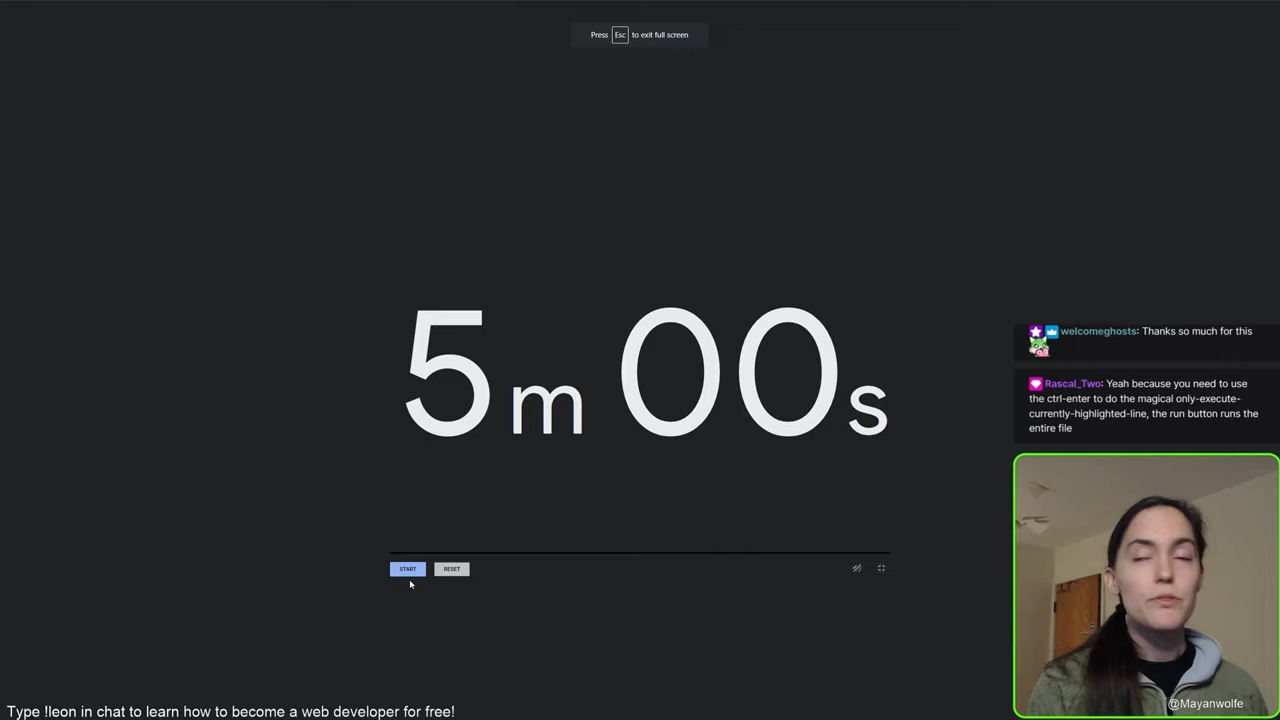 Press Esc to exit full screen
5m 00s
START RESET
welcomeghosts: Thanks so much for this
Rascal_Two: Yeah because you need to use
the ctrl-enter to do the magical only-execute-
currently-highlighted-line, the run button runs the
entire file
@Mayanwolfe
Type !leon in chat to learn how to become a web developer for free!